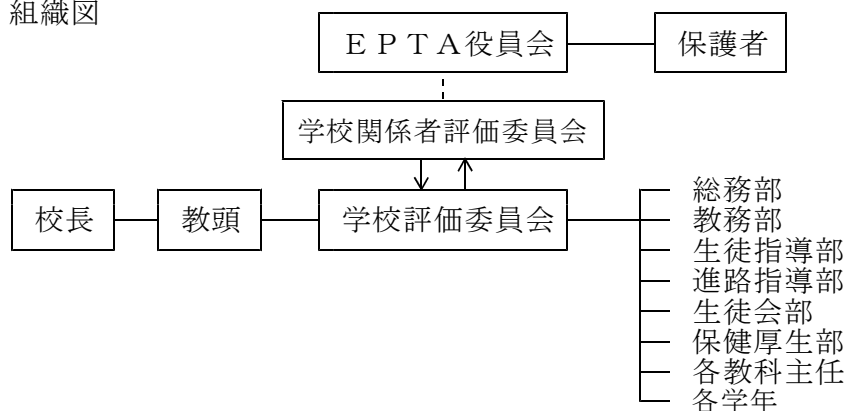 組織図
ＥＰＴＡ役員会
保護者
学校関係者評価委員会
校長
教頭
学校評価委員会
総務部
教務部
生徒指導部
進路指導部
生徒会部
保健厚生部
各教科主任
各学年